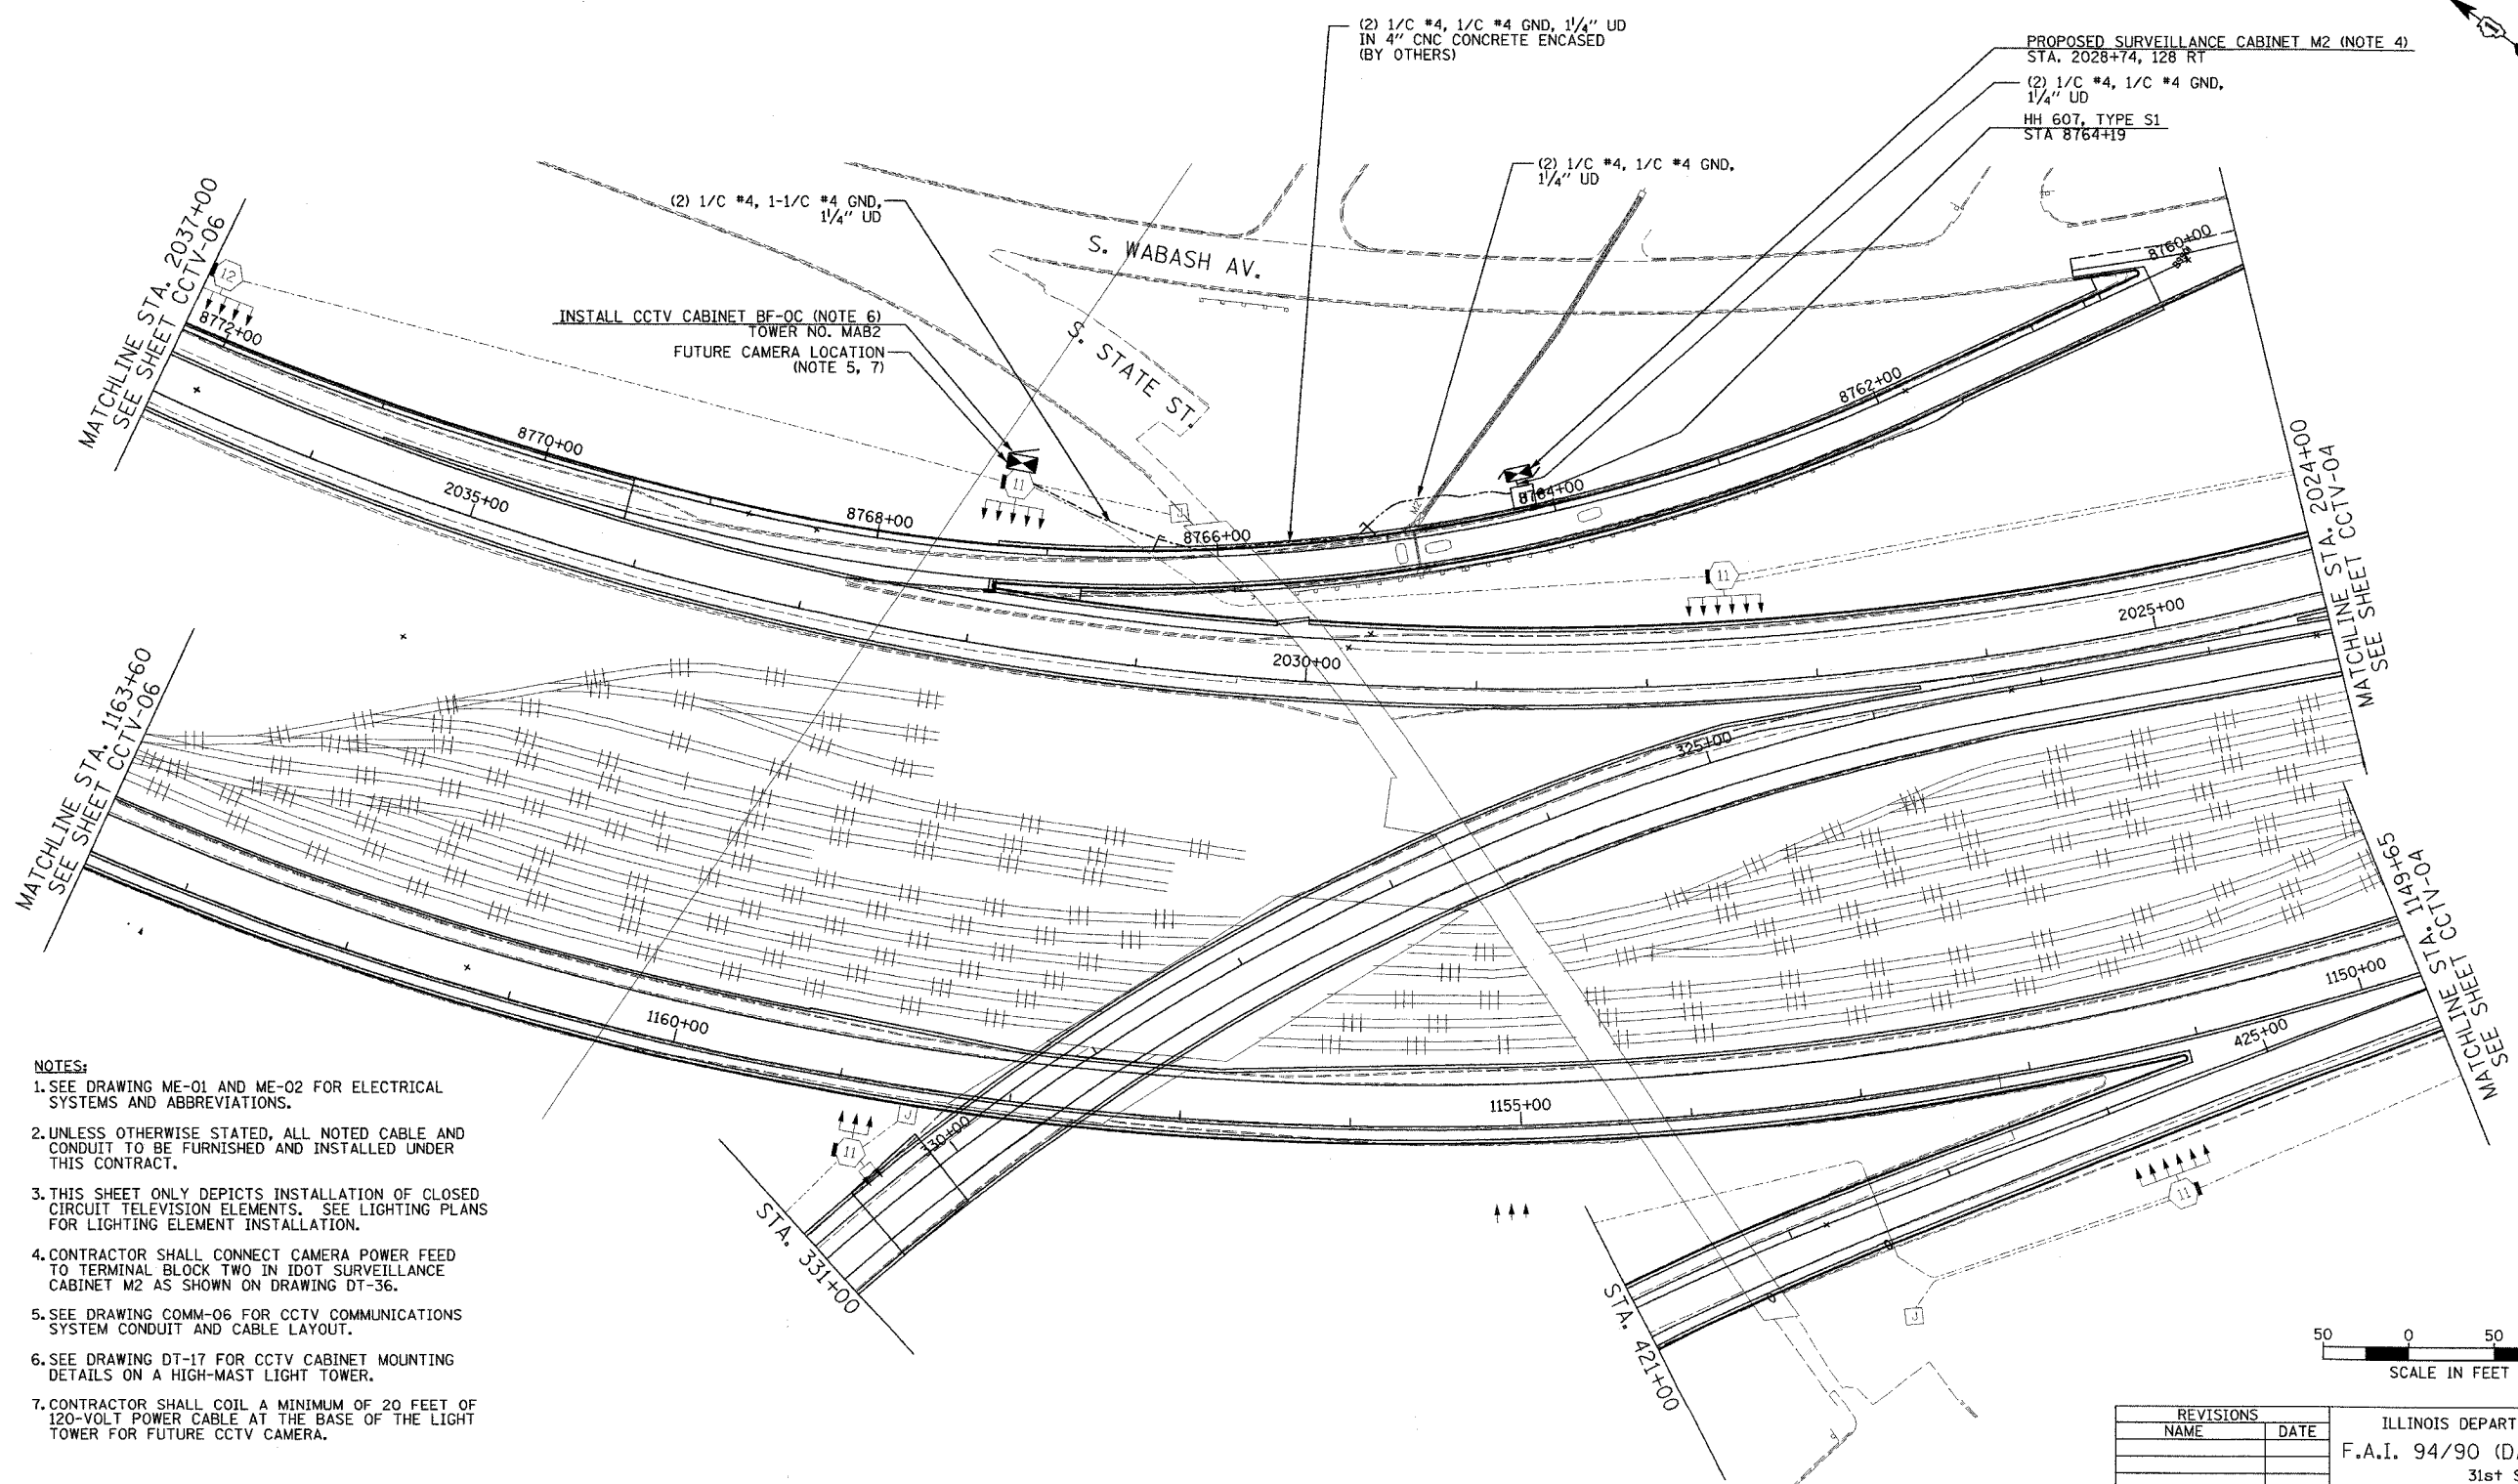 (2) 1/C #4, 1/C #4 GND, 1 1/4" UD
IN 4" CNC CONCRETE ENCASED
(BY OTHERS)
PROPOSED SURVEILLANCE CABINET M2 (NOTE 4)
STA. 2028+74, 128 RT
(2) 1/C #4, 1/C #4 GND,
1 1/4" UD
HH 607, TYPE S1
STA 8764+19
(2) 1/C #4, 1/C #4 GND,
1 1/4" UD
(2) 1/C #4, 1-1/C #4 GND,
1 1/4" UD
S. WABASH AV.
S. STATE ST.
INSTALL CCTV CABINET BF-OC (NOTE 6)
TOWER NO. MAB2
FUTURE CAMERA LOCATION
(NOTE 5, 7)
MATCHLINE STA. 2037+00
SEE SHEET CCTV-06
12
8772+00
8770+00
8768+00
8766+00
8764+00
8762+00
8760+00
11
J
11
2035+00
2030+00
2025+00
MATCHLINE STA. 2024+00
SEE SHEET CCTV-04
MATCHLINE STA. 1163+60
SEE SHEET CCTV-06
325+00
MATCHLINE STA. 1149+65
SEE SHEET CCTV-04
1160+00
1155+00
1150+00
425+00
330+00
11
J
11
J
STA. 331+00
STA. 421+00
NOTES:
1. SEE DRAWING ME-01 AND ME-02 FOR ELECTRICAL
SYSTEMS AND ABBREVIATIONS.
2. UNLESS OTHERWISE STATED, ALL NOTED CABLE AND
CONDUIT TO BE FURNISHED AND INSTALLED UNDER
THIS CONTRACT.
3. THIS SHEET ONLY DEPICTS INSTALLATION OF CLOSED
CIRCUIT TELEVISION ELEMENTS. SEE LIGHTING PLANS
FOR LIGHTING ELEMENT INSTALLATION.
4. CONTRACTOR SHALL CONNECT CAMERA POWER FEED
TO TERMINAL BLOCK TWO IN IDOT SURVEILLANCE
CABINET M2 AS SHOWN ON DRAWING DT-36.
5. SEE DRAWING COMM-06 FOR CCTV COMMUNICATIONS
SYSTEM CONDUIT AND CABLE LAYOUT.
6. SEE DRAWING DT-17 FOR CCTV CABINET MOUNTING
DETAILS ON A HIGH-MAST LIGHT TOWER.
7. CONTRACTOR SHALL COIL A MINIMUM OF 20 FEET OF
120-VOLT POWER CABLE AT THE BASE OF THE LIGHT
TOWER FOR FUTURE CCTV CAMERA.
50 0 50
SCALE IN FEET
REVISIONS
NAME DATE
ILLINOIS DEPART
F.A.I. 94/90 (D
31st